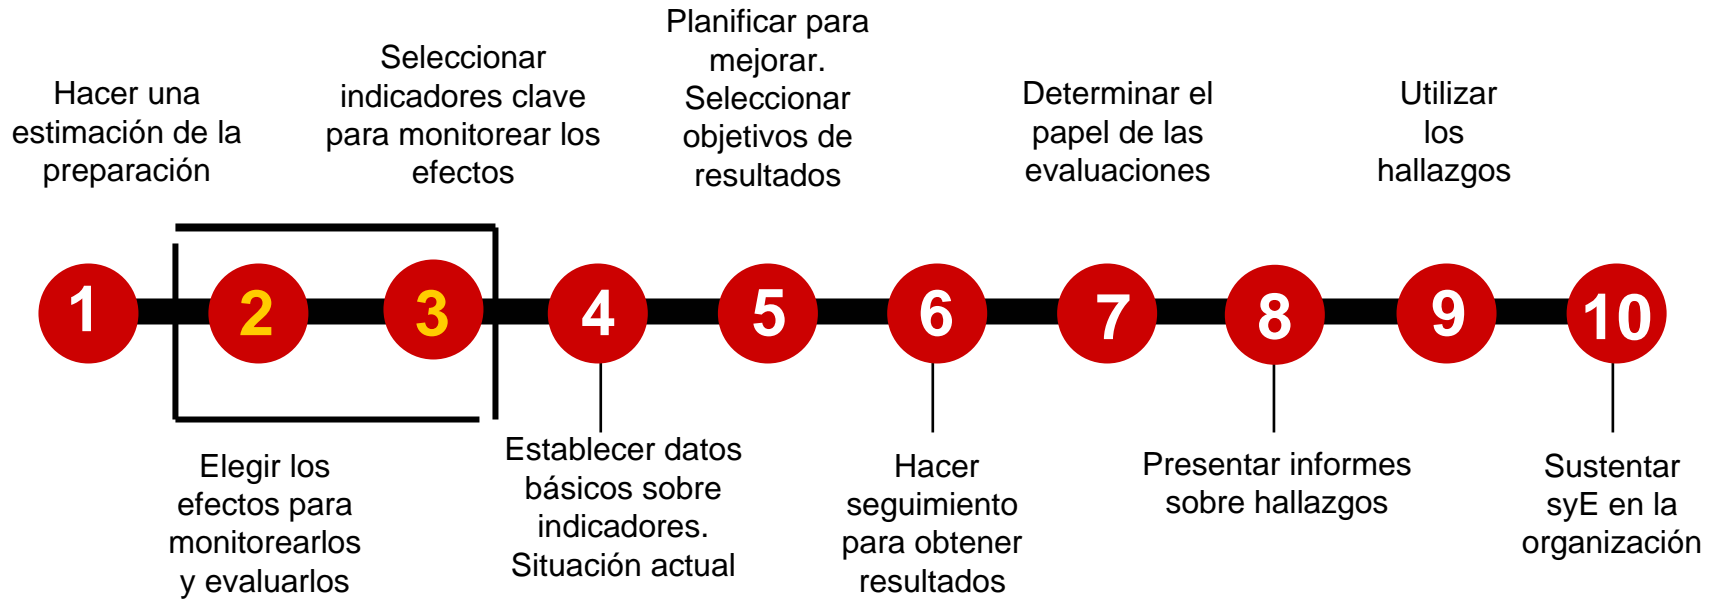 Hacer una
estimación de la
preparación
Seleccionar
indicadores clave
para monitorear los
efectos
Planificar para
mejorar.
Seleccionar
objetivos de
resultados
Determinar el
papel de las
evaluaciones
Utilizar
los
hallazgos
1
2
3
4
5
6
7
8
9
10
Elegir los
efectos para
monitorearlos
y evaluarlos
Establecer datos
básicos sobre
indicadores.
Situación actual
Hacer
seguimiento
para obtener
resultados
Presentar informes
sobre hallazgos
Sustentar
syE en la
organización